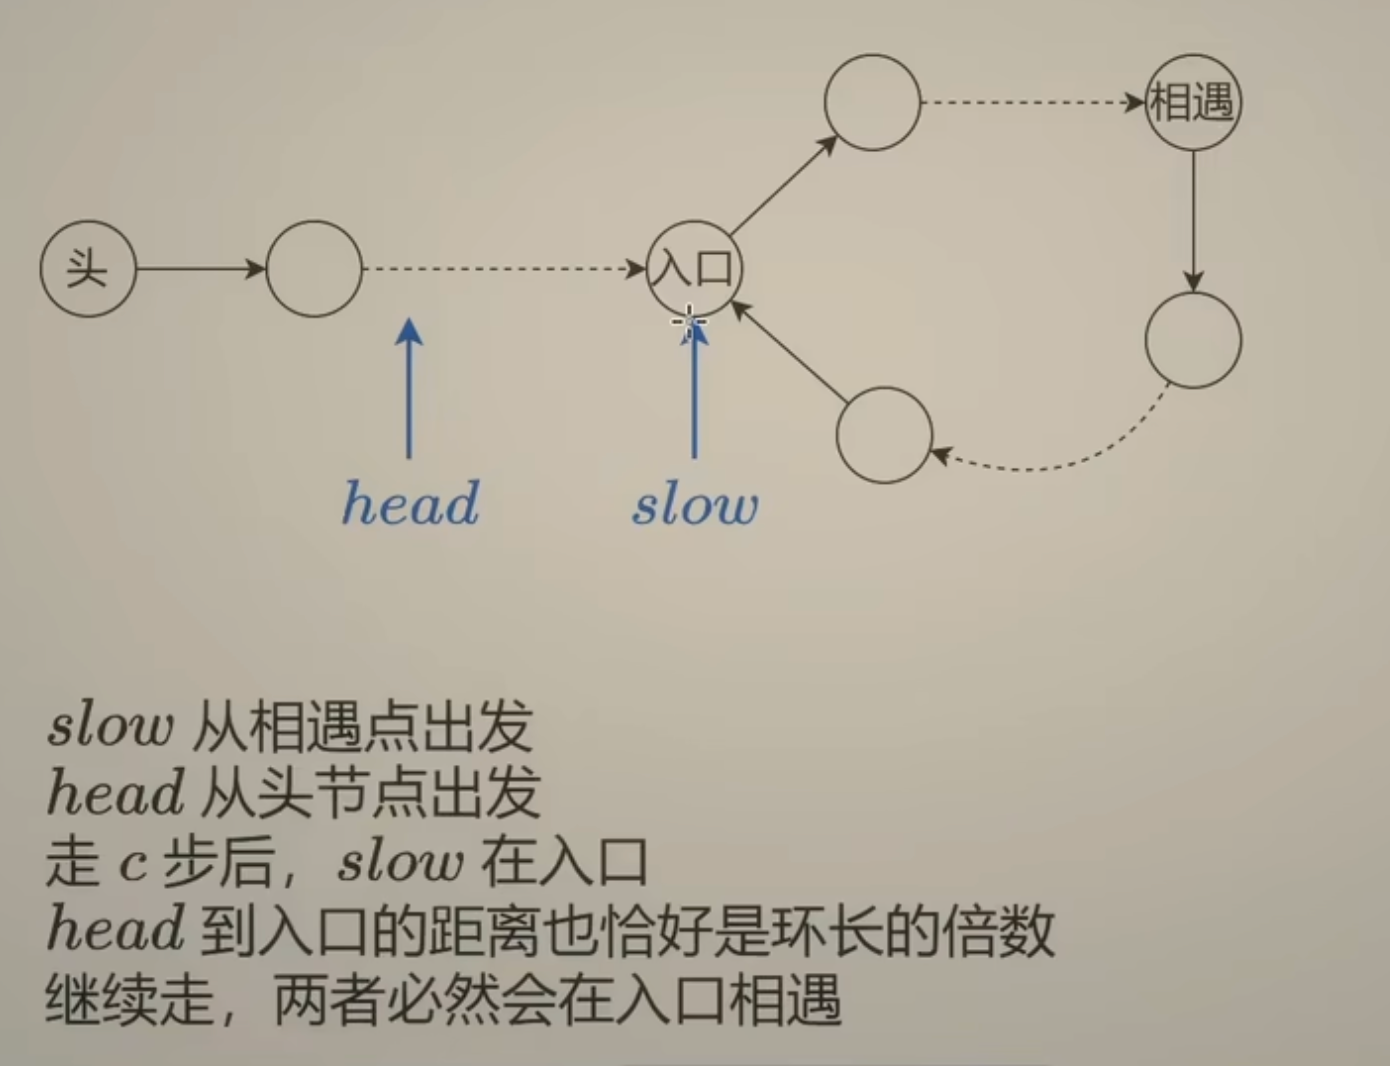 相遇
头
入口
head
slow
slow 从相遇点出发
head 从头节点出发
走 c 步后，slow 在入口
head 到入口的距离也恰好是环长的倍数
继续走，两者必然会在入口相遇